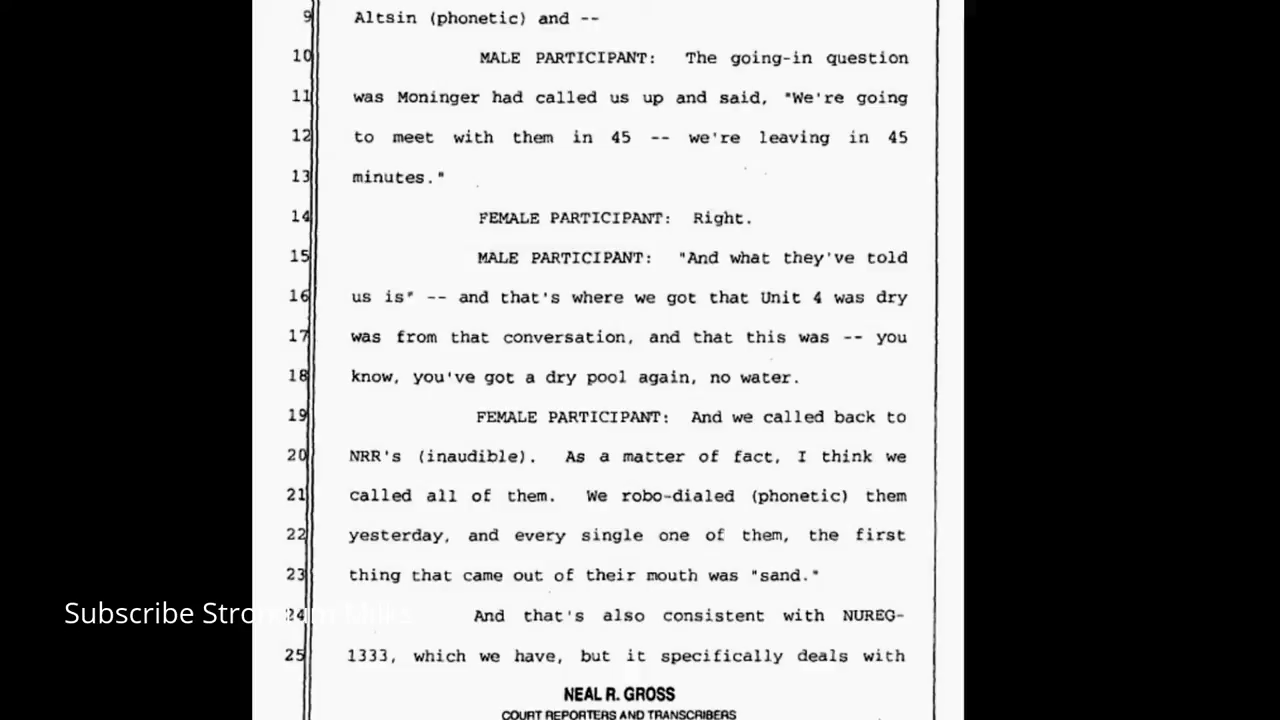 9 Altsin (phonetic) and --
10 MALE PARTICIPANT: The going-in question
11 was Moninger had called us up and said, "We're going
12 to meet with them in 45 -- we're leaving in 45
13 minutes."
14 FEMALE PARTICIPANT: Right.
15 MALE PARTICIPANT: "And what they've told
16 us is" -- and that's where we got that Unit 4 was dry
17 was from that conversation, and that this was -- you
18 know, you've got a dry pool again, no water.
19 FEMALE PARTICIPANT: And we called back to
20 NRR's (inaudible). As a matter of fact, I think we
21 called all of them. We robo-dialed (phonetic) them
22 yesterday, and every single one of them, the first
23 thing that came out of their mouth was "sand."
Subscribe Strontium Milks
24 And that's also consistent with NUREG-
25 1333, which we have, but it specifically deals with
NEAL R. GROSS
COURT REPORTERS AND TRANSCRIBERS